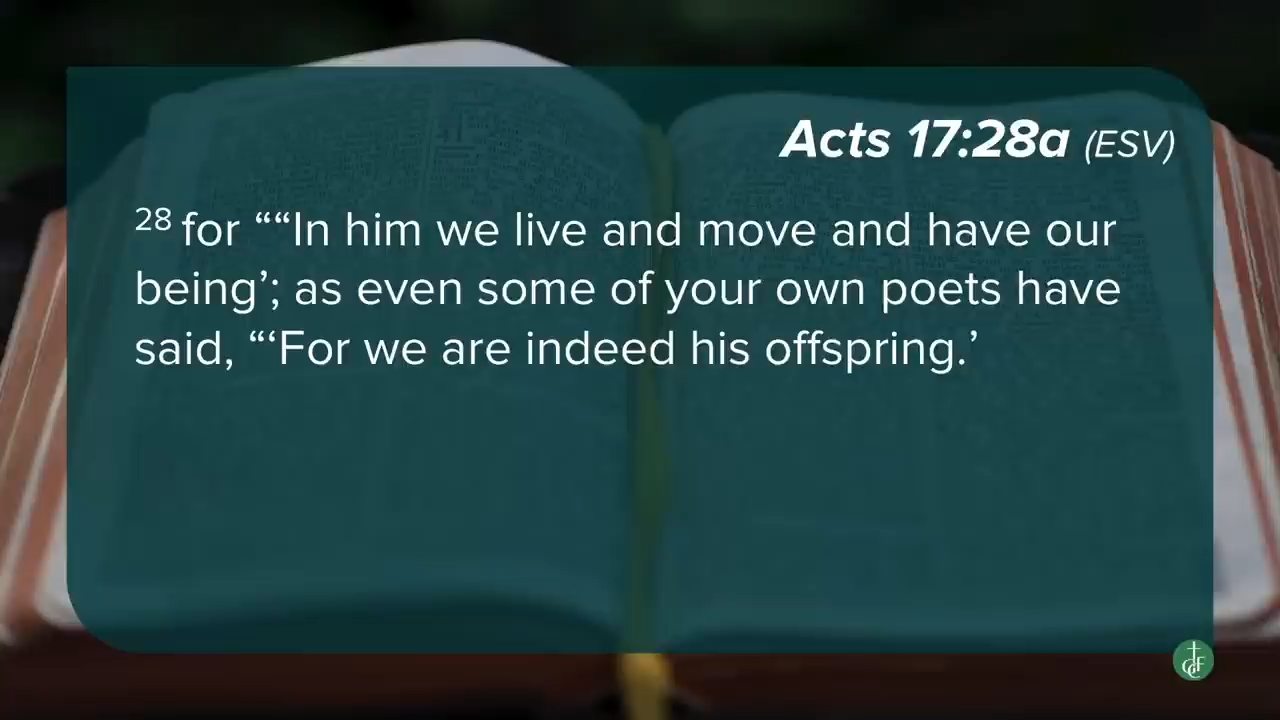 Acts 17:28a (ESV)
28 for ““In him we live and move and have our
being’; as even some of your own poets have
said, “‘For we are indeed his offspring.’